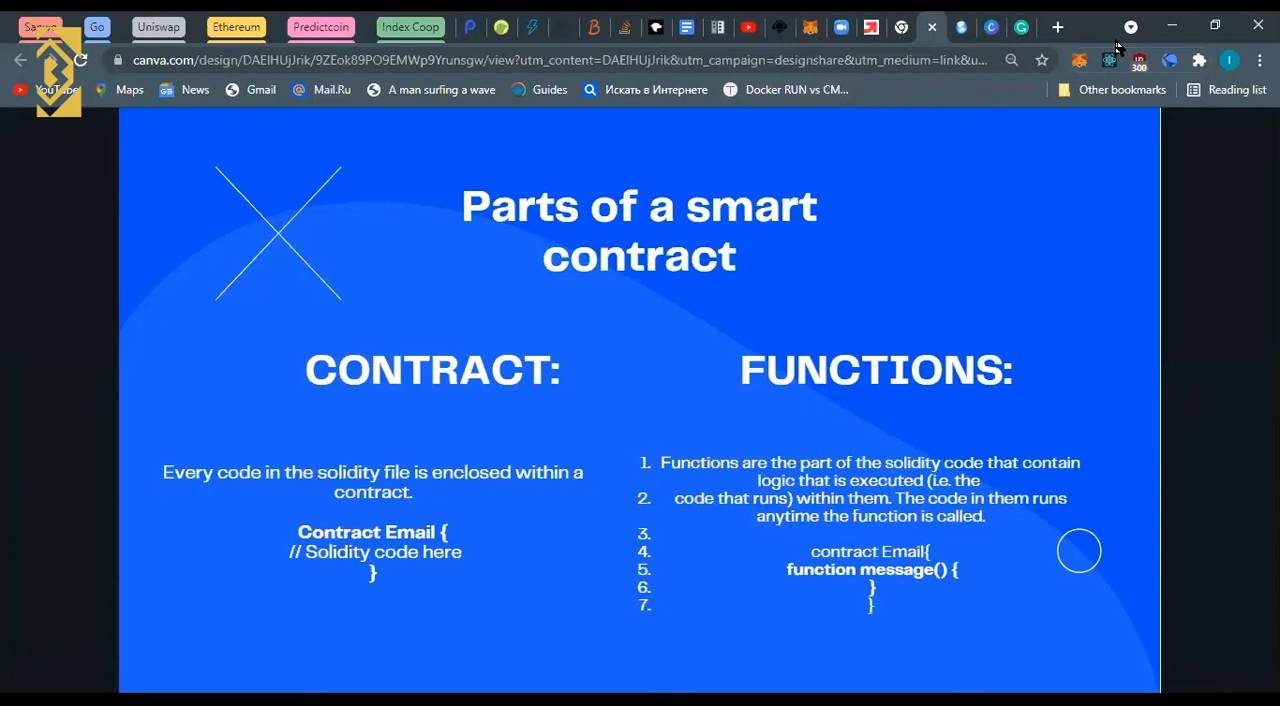 Uniswap
Ethereum
Predictcoin
Index Coop
Go
canva.com/design/DAEIHUjJrik/9ZEok89PO9EMWp9Yrunsgw/view?utm_content=DAEIHUjJrik&utm_campaign=designshare&utm_medium=link&u...
300
YouTube
Maps
News
Gmail
Mail.Ru
A man surfing a wave
Guides
Искать в Интернете
Docker RUN vs CM...
Other bookmarks
Reading list
Parts of a smart
contract
CONTRACT:
Every code in the solidity file is enclosed within a
contract.
Contract Email {
// Solidity code here
}
FUNCTIONS:
1. Functions are the part of the solidity code that contain
logic that is executed (i.e. the
2. code that runs) within them. The code in them runs
anytime the function is called.
3.
4. contract Email{
5. function message() {
6. }
7. }